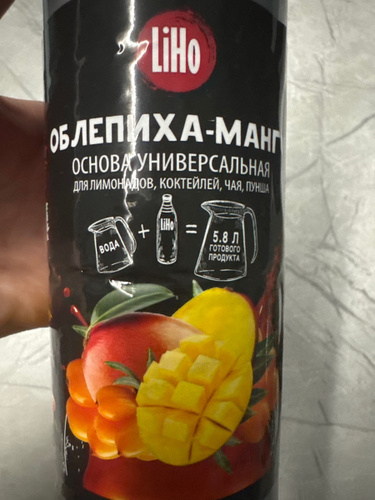 LiHo
ОБЛЕПИХА-МАНГ
ОСНОВА УНИВЕРСАЛЬНАЯ
ДЛЯ ЛИМОНАДОВ, КОКТЕЙЛЕЙ, ЧАЯ, ПУНША
ВОДА + LiHo = 5.8 Л
ГОТОВОГО
ПРОДУКТА